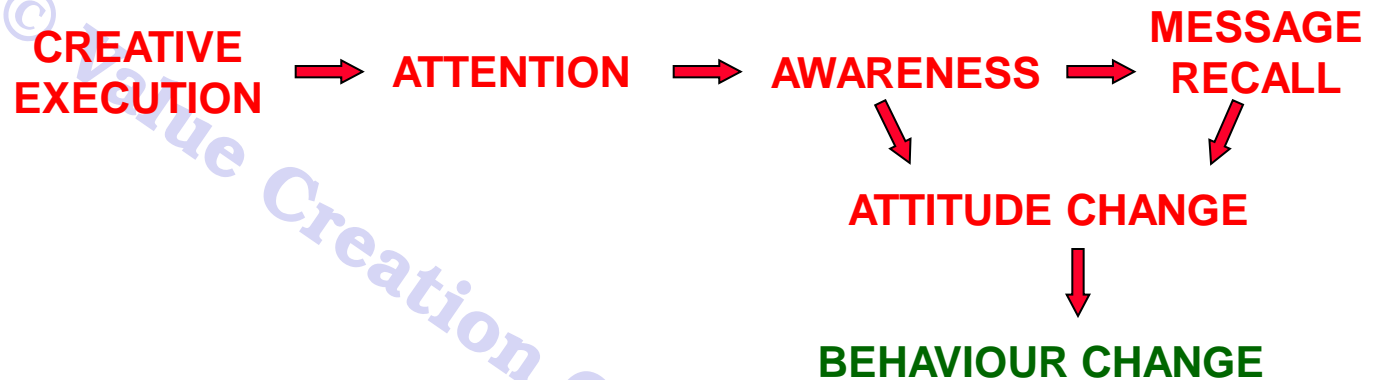 © Value Creation
CREATIVE
EXECUTION
ATTENTION
AWARENESS
MESSAGE
RECALL
ATTITUDE CHANGE
BEHAVIOUR CHANGE